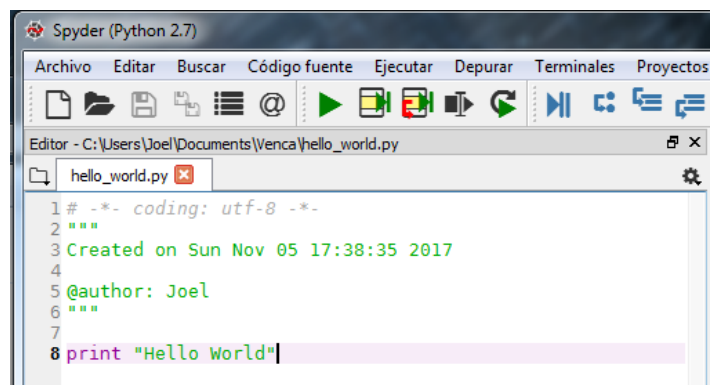 Spyder (Python 2.7)
Archivo Editar Buscar Código fuente Ejecutar Depurar Terminales Proyectos
Editor - C:\Users\Joel\Documents\Venca\hello_world.py
hello_world.py
1 # -*- coding: utf-8 -*-
2 """
3 Created on Sun Nov 05 17:38:35 2017
4
5 @author: Joel
6 """
7
8 print "Hello World"